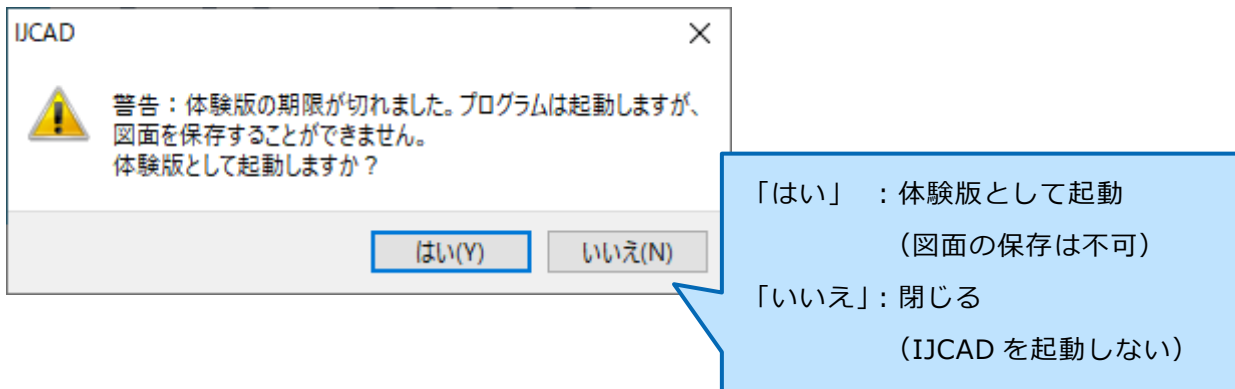 IJCAD
警告：体験版の期限が切れました。プログラムは起動しますが、
図面を保存することができません。
体験版として起動しますか？
はい(Y)
いいえ(N)
「はい」 ：体験版として起動
（図面の保存は不可）
「いいえ」：閉じる
（IJCAD を起動しない）